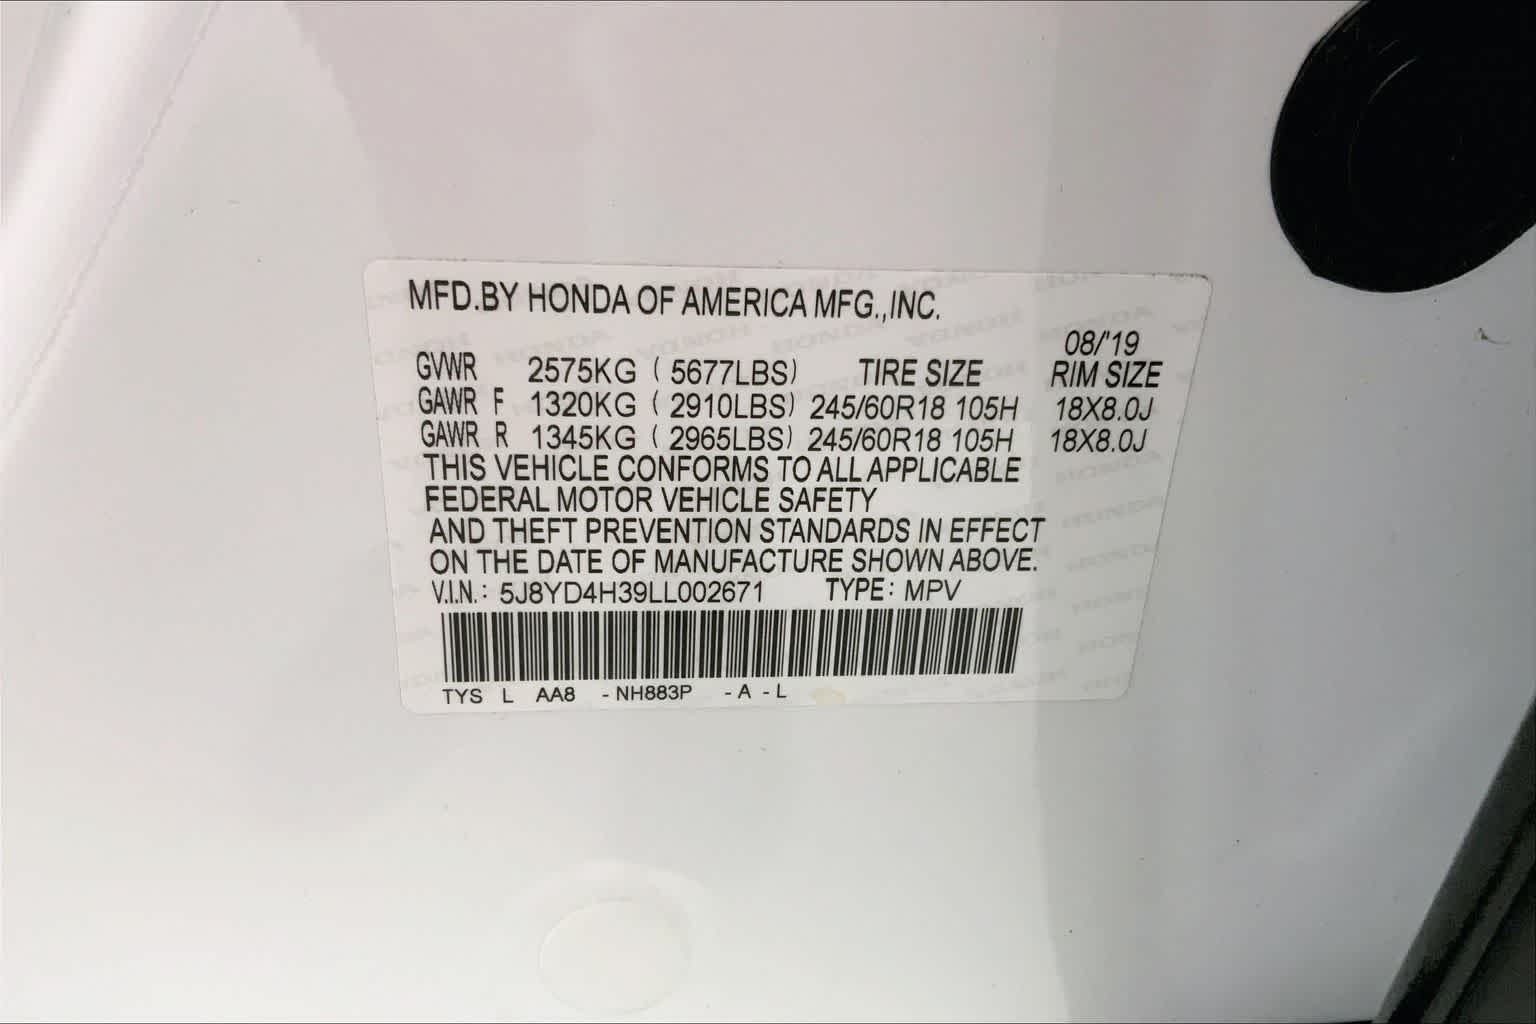 MFD.BY HONDA OF AMERICA MFG.,INC.
08/'19
GVWR 2575KG ( 5677LBS) TIRE SIZE RIM SIZE
GAWR F 1320KG ( 2910LBS) 245/60R18 105H 18X8.0J
GAWR R 1345KG ( 2965LBS) 245/60R18 105H 18X8.0J
THIS VEHICLE CONFORMS TO ALL APPLICABLE
FEDERAL MOTOR VEHICLE SAFETY
AND THEFT PREVENTION STANDARDS IN EFFECT
ON THE DATE OF MANUFACTURE SHOWN ABOVE.
V.I.N.: 5J8YD4H39LL002671 TYPE: MPV
TYS L AA8 -NH883P -A -L